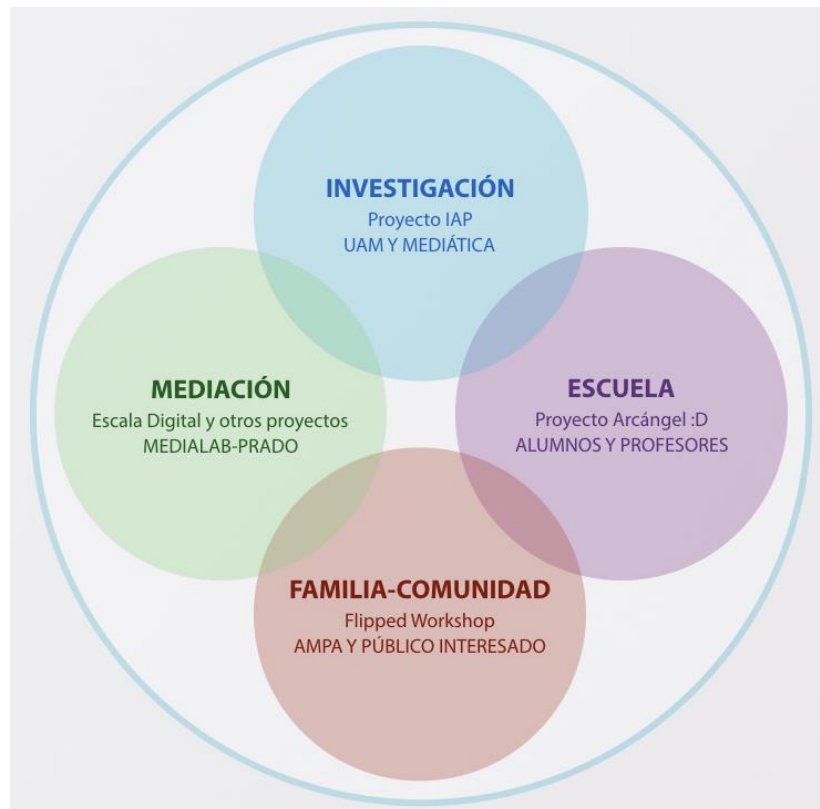 INVESTIGACIÓN
Proyecto IAP
UAM Y MEDIÁTICA
MEDIACIÓN
Escala Digital y otros proyectos
MEDIALAB-PRADO
ESCUELA
Proyecto Arcángel :D
ALUMNOS Y PROFESORES
FAMILIA-COMUNIDAD
Flipped Workshop
AMPA Y PÚBLICO INTERESADO